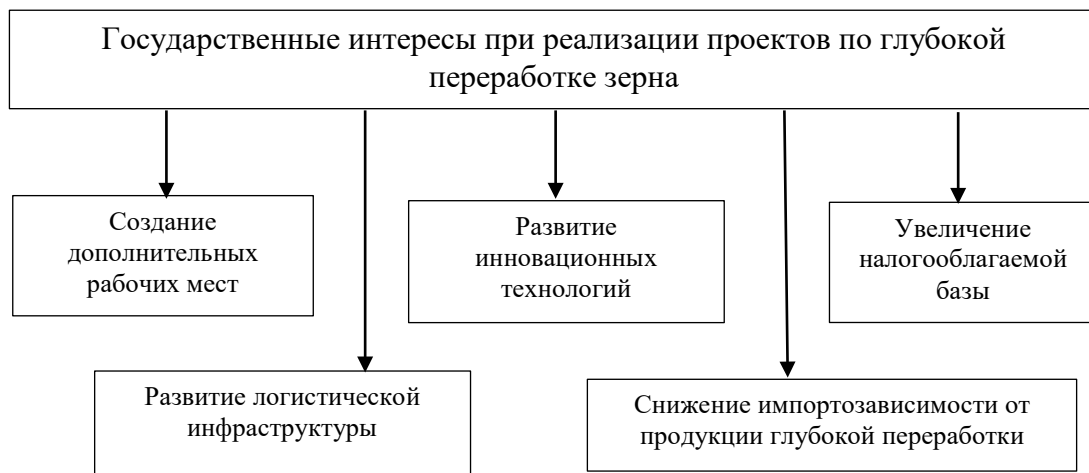 Государственные интересы при реализации проектов по глубокой
переработке зерна
Создание
дополнительных
рабочих мест
Развитие
инновационных
технологий
Увеличение
налогооблагаемой
базы
Развитие логистической
инфраструктуры
Снижение импортозависимости от
продукции глубокой переработки